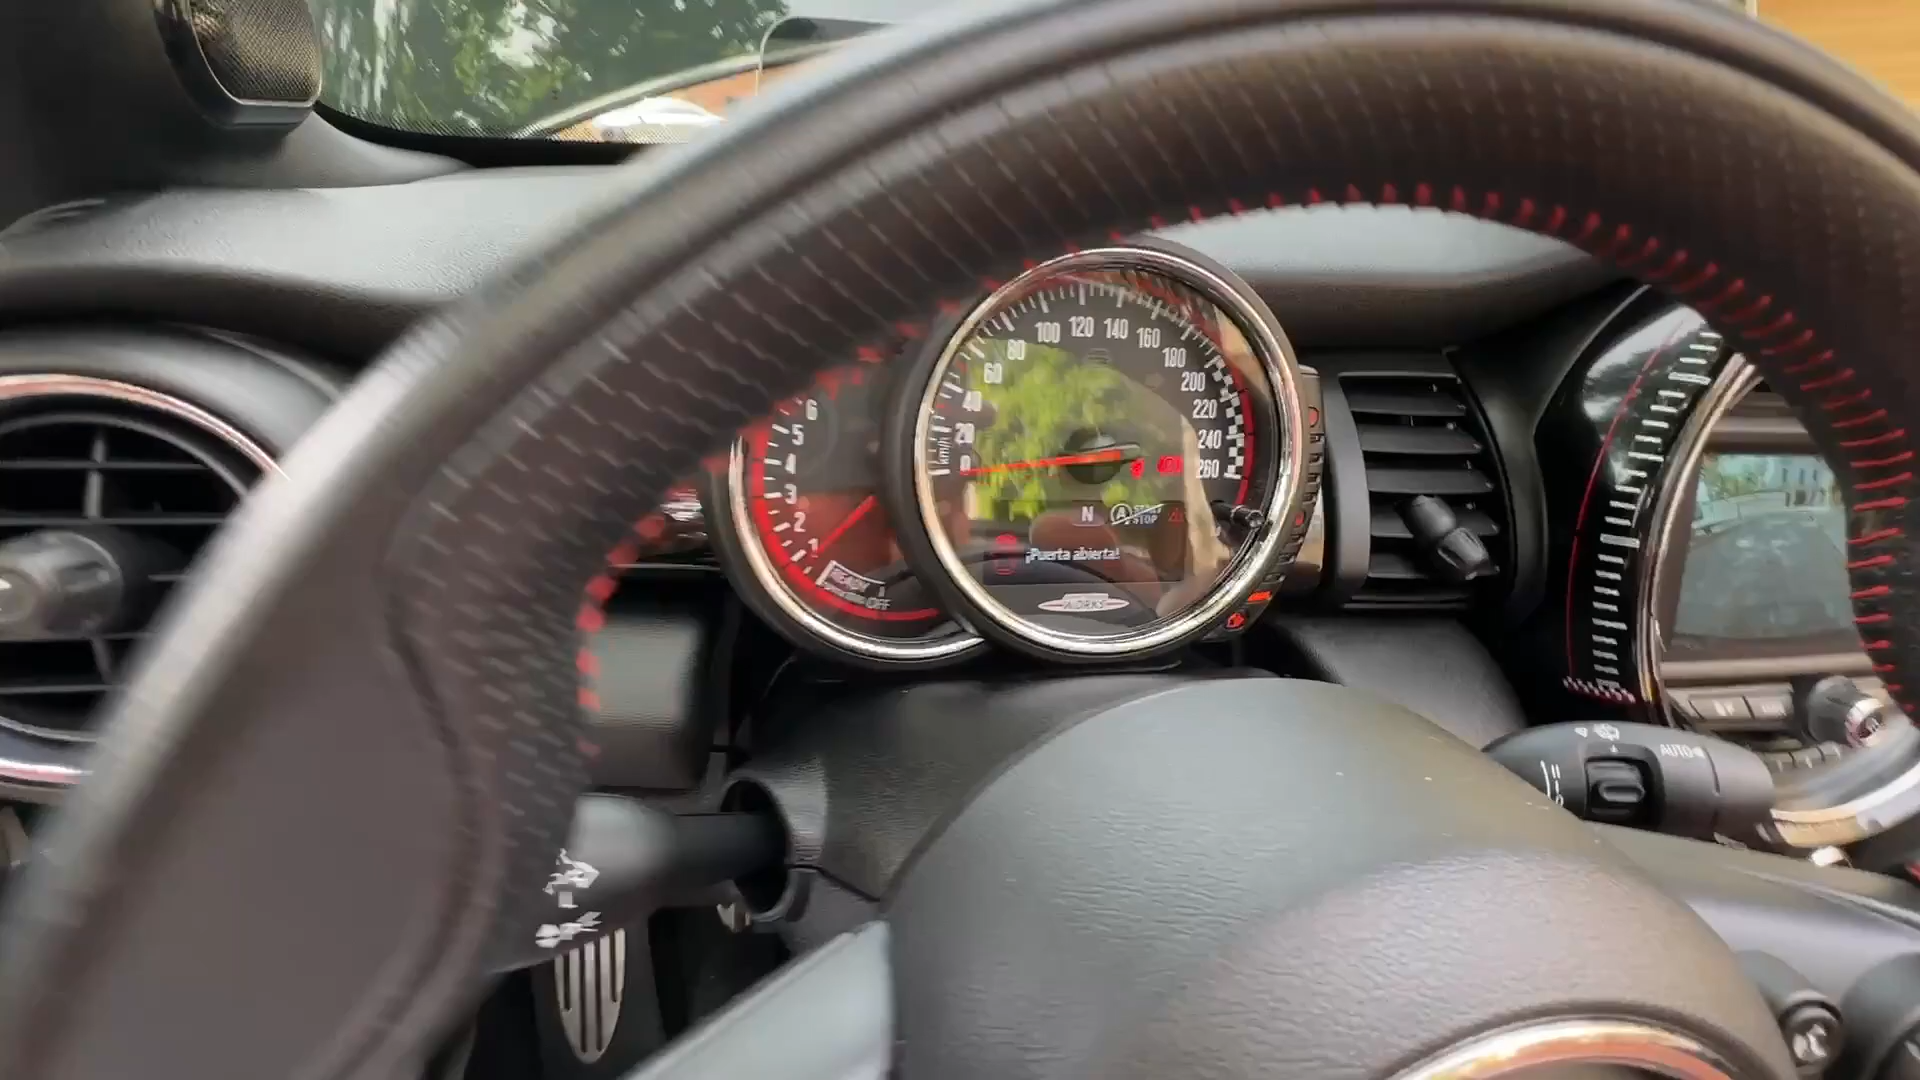 100 120 140
80 160
60 180
40 200
20 220
km/h 240
0 260
6
5
4
3
2
1
READY
OFF
N A START
STOP
¡Puerta abierta!
WORKS
AUTO